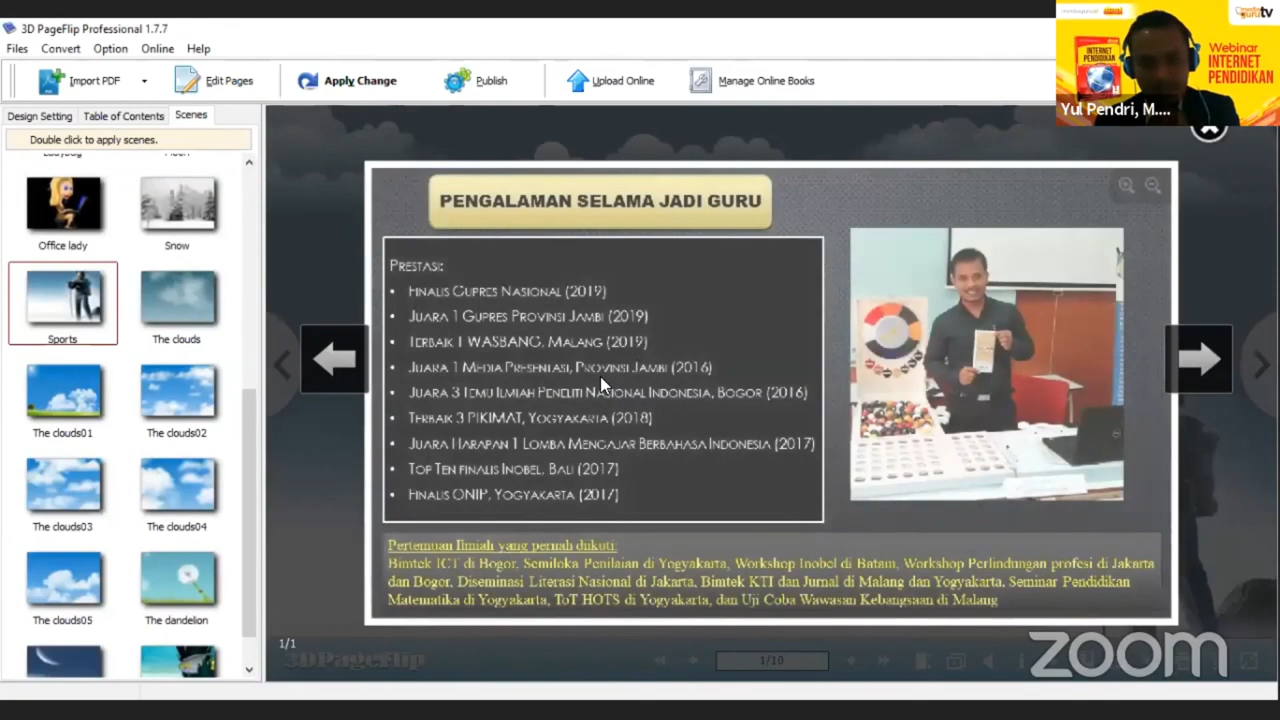 3D PageFlip Professional 1.7.7
Files Convert Option Online Help
Import PDF Edit Pages Apply Change Publish Upload Online Manage Online Books
Design Setting Table of Contents Scenes
Double click to apply scenes.
Office lady Snow
Sports The clouds
The clouds01 The clouds02
The clouds03 The clouds04
The clouds05 The dandelion
PENGALAMAN SELAMA JADI GURU
PRESTASI:
• FINALIS GUPRES NASIONAL (2019)
• JUARA 1 GUPRES PROVINSI JAMBI (2019)
• TERBAIK 1 WASBANG, MALANG (2019)
• JUARA 1 MEDIA PRESENTASI, PROVINSI JAMBI (2016)
• JUARA 3 TEMU ILMIAH PENELITI NASIONAL INDONESIA, BOGOR (2016)
• TERBAIK 3 PIKIMAT, YOGYAKARTA (2018)
• JUARA HARAPAN 1 LOMBA MENGAJAR BERBAHASA INDONESIA (2017)
• TOP TEN FINALIS INOBEL, BALI (2017)
• FINALIS ONIP, YOGYAKARTA (2017)
Pertemuan Ilmiah yang pernah diikuti:
Bimtek ICT di Bogor, Semiloka Penilaian di Yogyakarta, Workshop Inobel di Batam, Workshop Perlindungan profesi di Jakarta
dan Bogor, Diseminasi Literasi Nasional di Jakarta, Bimtek KTI dan Jurnal di Malang dan Yogyakarta, Seminar Pendidikan
Matematika di Yogyakarta, ToT HOTS di Yogyakarta, dan Uji Coba Wawasan Kebangsaan di Malang
1/1
3DPageflip
1/10
zoom
mediaguru tv
INTERNET
PENDIDIKAN
Webinar
INTERNET
PENDIDIKAN
Yul Pendri, M....